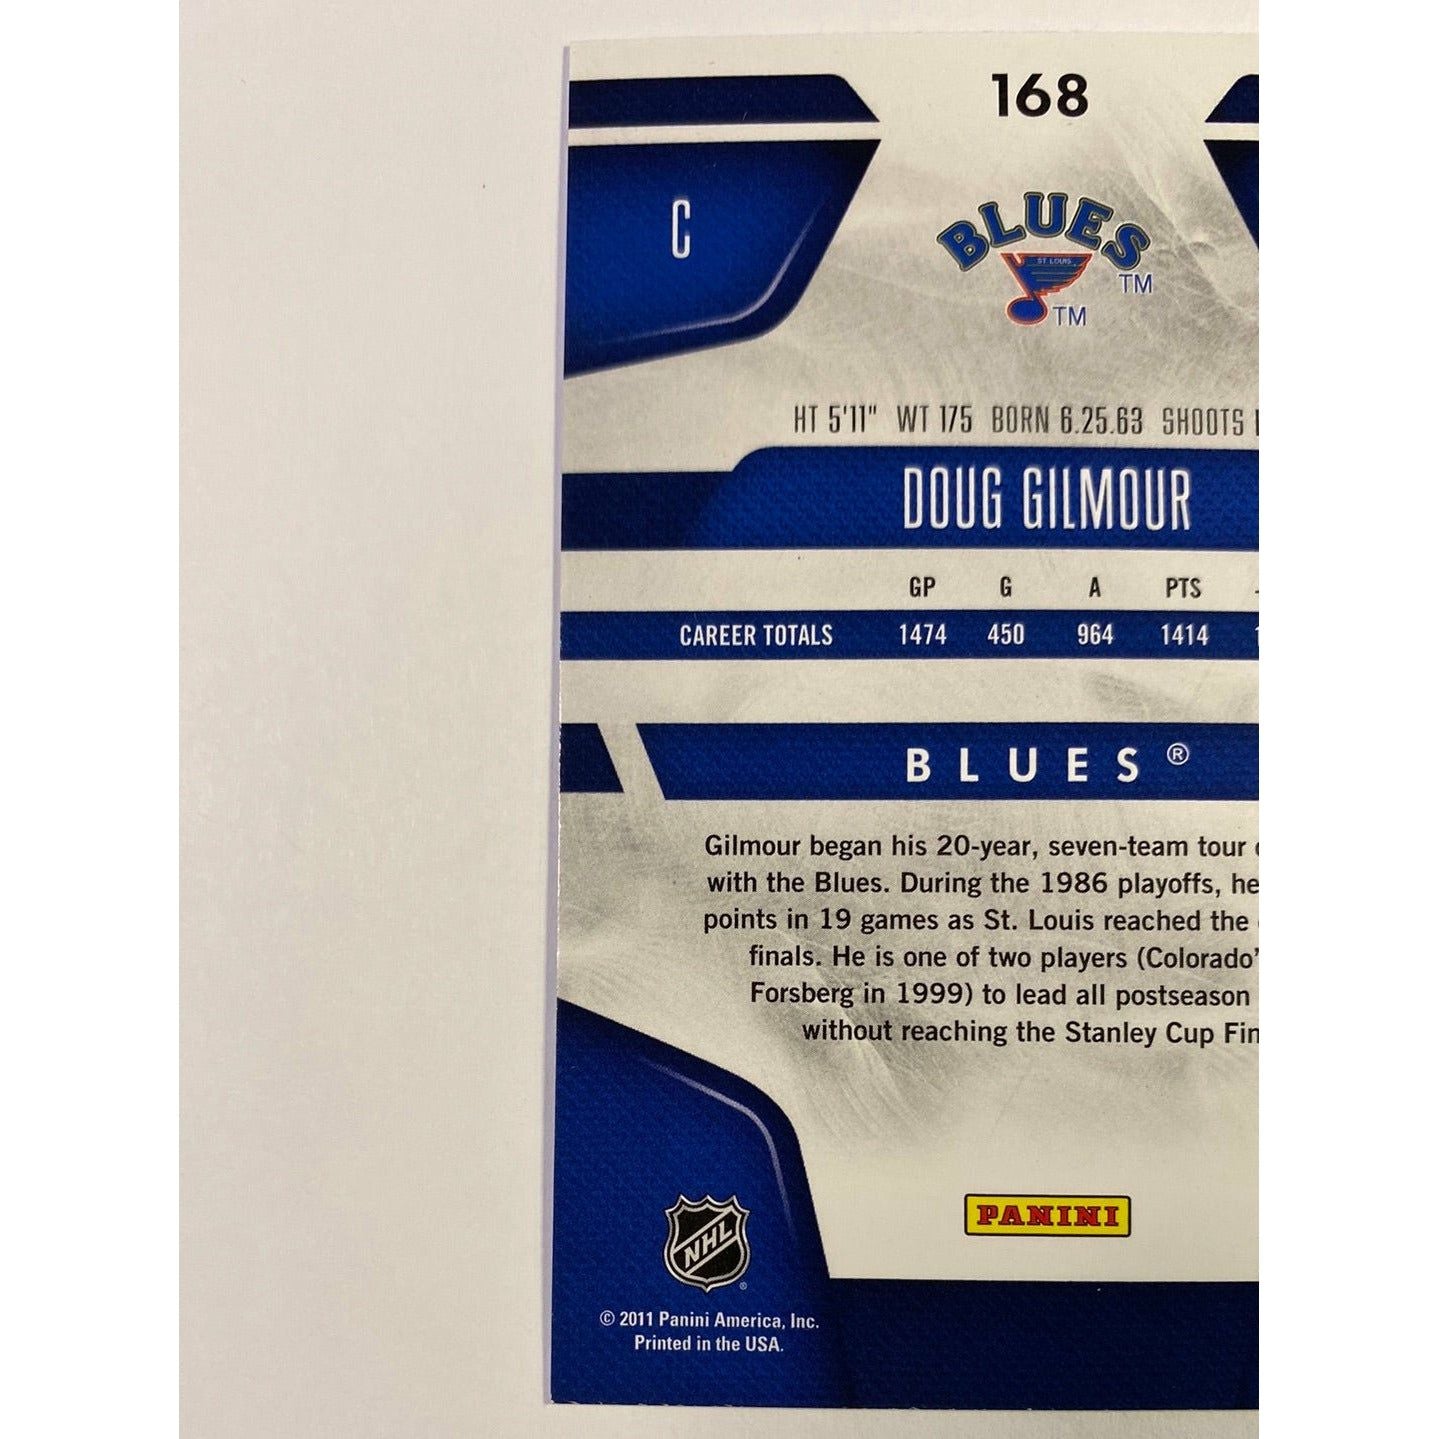 168
C
BLUES
ST LOUIS
TM
TM
HT 5'11" WT 175 BORN 6.25.63 SHOOTS
DOUG GILMOUR
GP G A PTS
CAREER TOTALS 1474 450 964 1414
BLUES®
Gilmour began his 20-year, seven-team tour
with the Blues. During the 1986 playoffs, he
points in 19 games as St. Louis reached the
finals. He is one of two players (Colorado'
Forsberg in 1999) to lead all postseason
without reaching the Stanley Cup Fin
PANINI
NHL
®
© 2011 Panini America, Inc.
Printed in the USA.